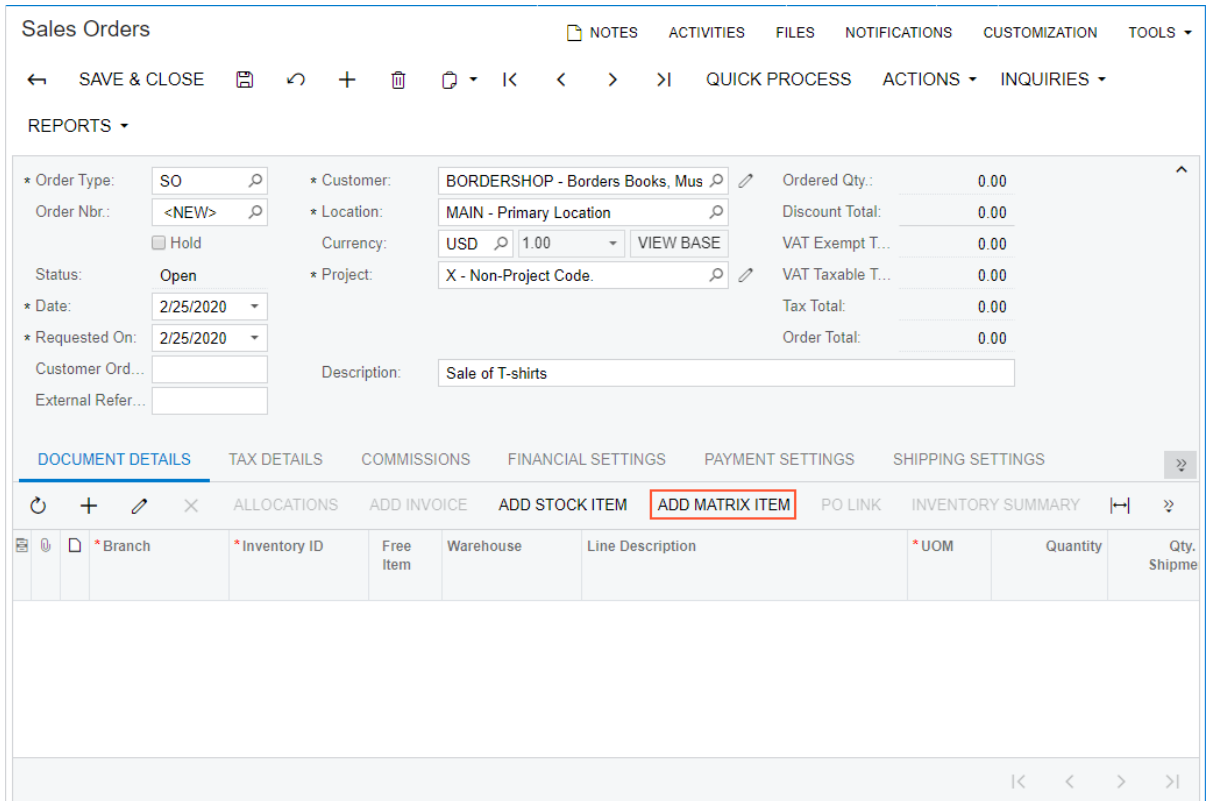 Sales Orders NOTES ACTIVITIES FILES NOTIFICATIONS CUSTOMIZATION TOOLS
SAVE & CLOSE QUICK PROCESS ACTIONS INQUIRIES
REPORTS
* Order Type: SO * Customer: BORDERSHOP - Borders Books, Mus Ordered Qty.: 0.00
Order Nbr.: <NEW> * Location: MAIN - Primary Location Discount Total: 0.00
Hold Currency: USD 1.00 VIEW BASE VAT Exempt T... 0.00
Status: Open * Project: X - Non-Project Code. VAT Taxable T... 0.00
* Date: 2/25/2020 Tax Total: 0.00
* Requested On: 2/25/2020 Order Total: 0.00
Customer Ord... Description: Sale of T-shirts
External Refer...
DOCUMENT DETAILS TAX DETAILS COMMISSIONS FINANCIAL SETTINGS PAYMENT SETTINGS SHIPPING SETTINGS
ALLOCATIONS ADD INVOICE ADD STOCK ITEM ADD MATRIX ITEM PO LINK INVENTORY SUMMARY
* Branch * Inventory ID Free Warehouse Line Description * UOM Quantity Qty.
Item Shipme